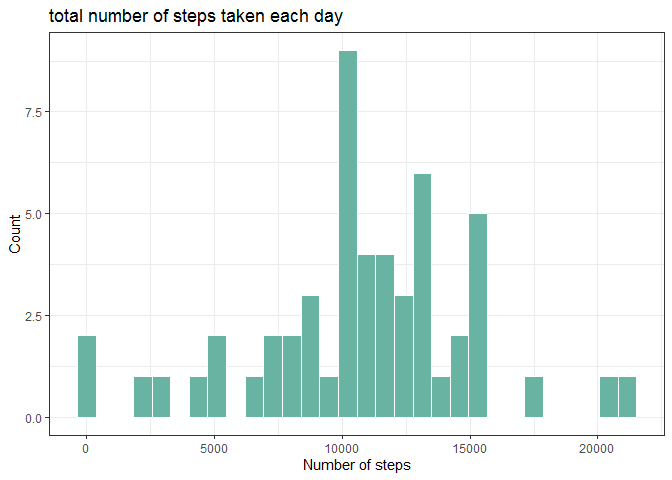 total number of steps taken each day
7.5
5.0
2.5
0.0
Count
0 5000 10000 15000 20000
Number of steps